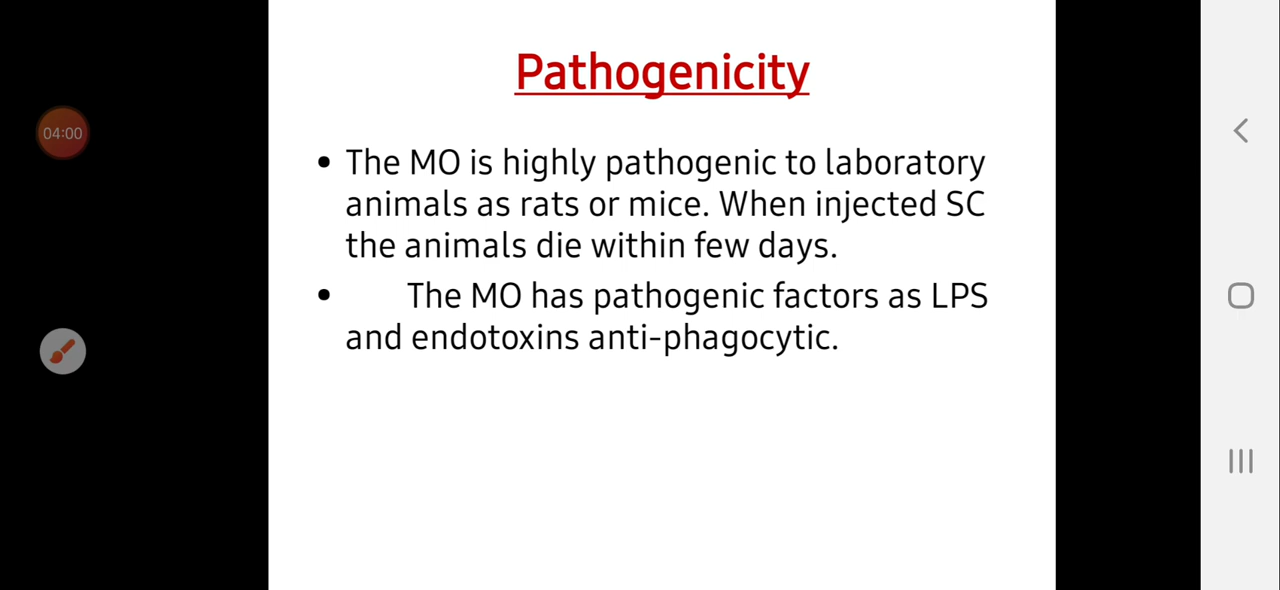 Pathogenicity
04:00
• The MO is highly pathogenic to laboratory
animals as rats or mice. When injected SC
the animals die within few days.
• The MO has pathogenic factors as LPS
and endotoxins anti-phagocytic.